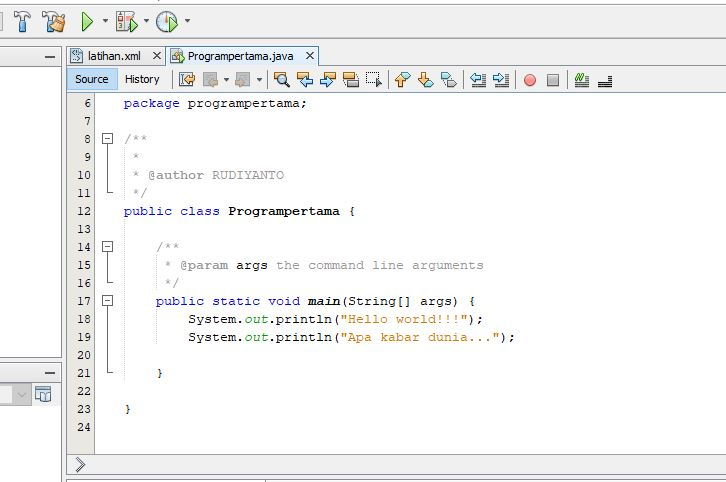 latihan.xml Programpertama.java
Source History
6 package programpertama;
7
8 /**
9 *
10 * @author RUDIYANTO
11 */
12 public class Programpertama {
13
14 /**
15 * @param args the command line arguments
16 */
17 public static void main(String[] args) {
18 System.out.println("Hello world!!!");
19 System.out.println("Apa kabar dunia...");
20
21 }
22
23 }
24